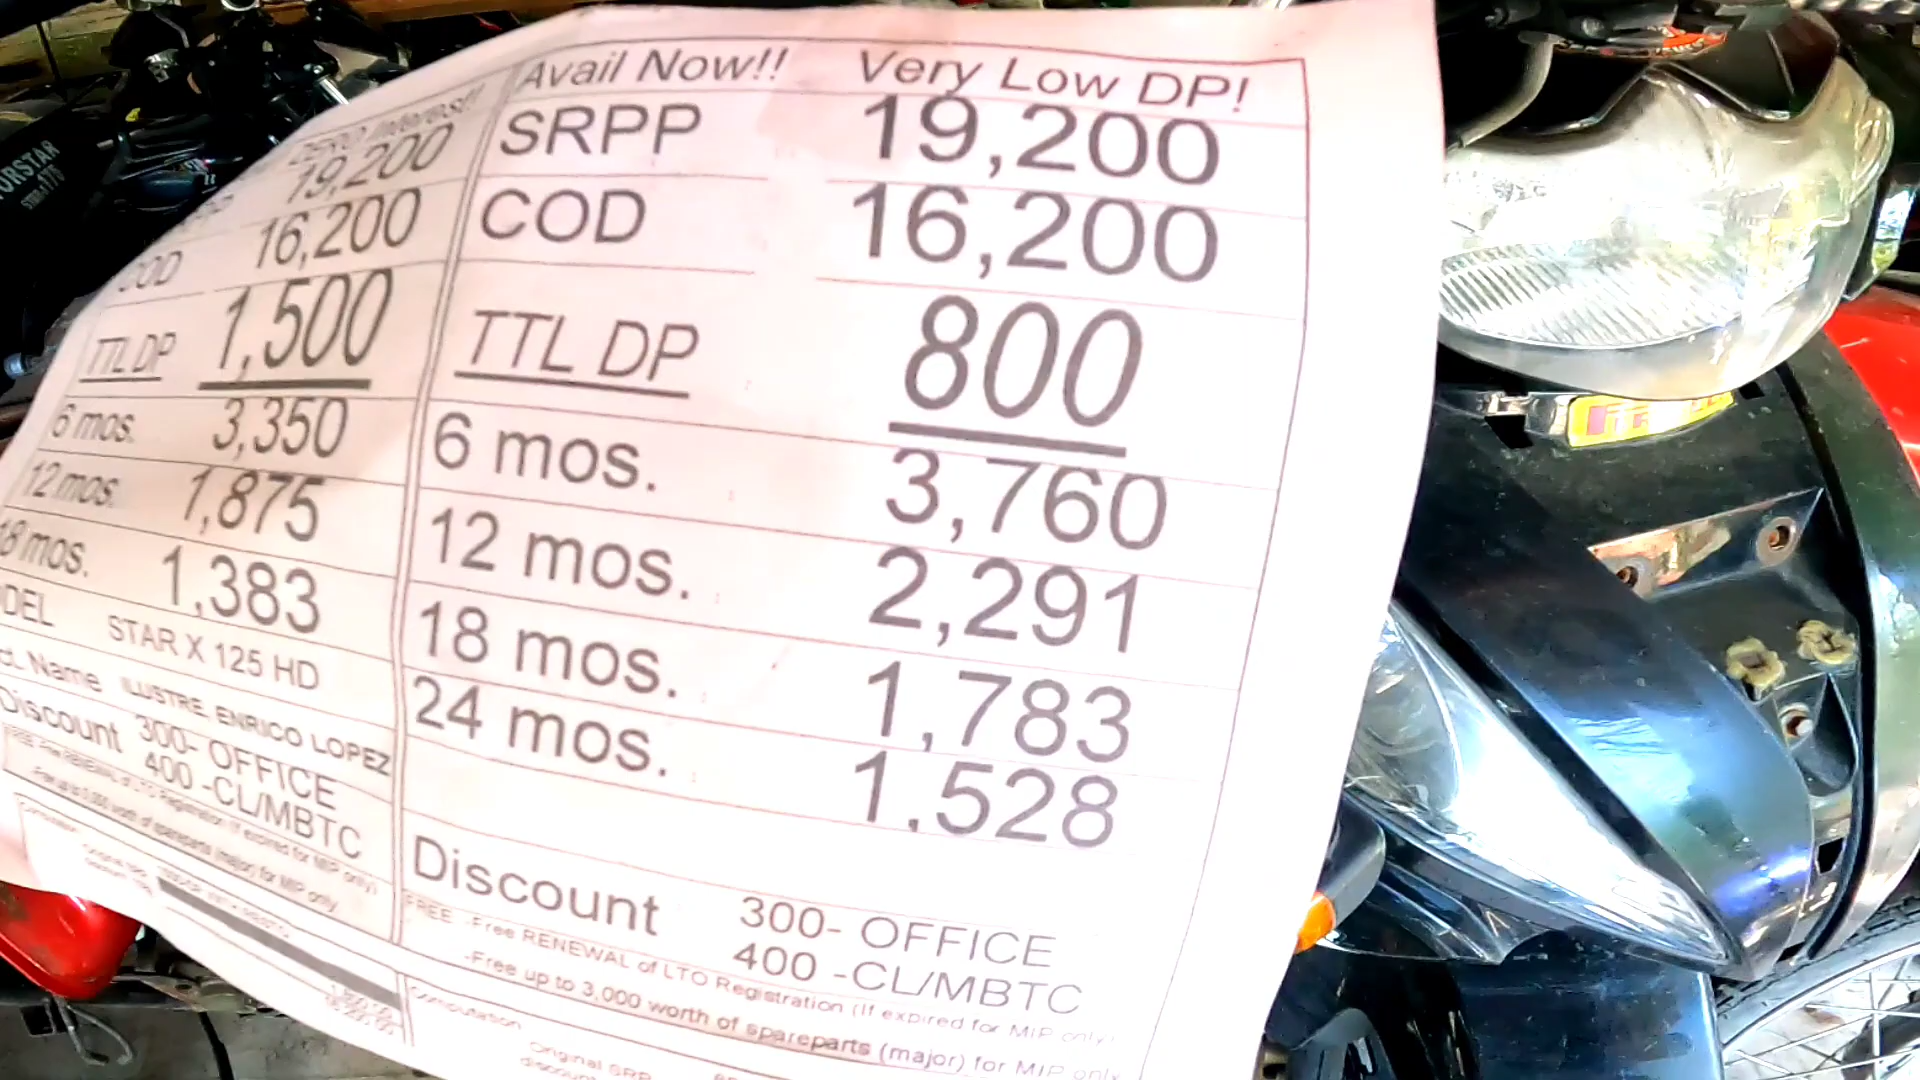 ZERO Interest!!
19,200
COD 16,200
TTL DP 1,500
6 mos. 3,350
12 mos. 1,875
18 mos. 1,383
STAR X 125 HD
Name ILUSTRE, ENRICO LOPEZ
Discount 300- OFFICE
400 -CL/MBTC
Avail Now!! Very Low DP!
SRPP 19,200
COD 16,200
TTL DP 800
6 mos. 3,760
12 mos. 2,291
18 mos. 1,783
24 mos. 1,528
Discount 300- OFFICE
400 -CL/MBTC
FREE -Free RENEWAL of LTO Registration (If expired for MIP only)
-Free up to 3,000 worth of spareparts (major) for MIP only
Computation
Original SRP
discount